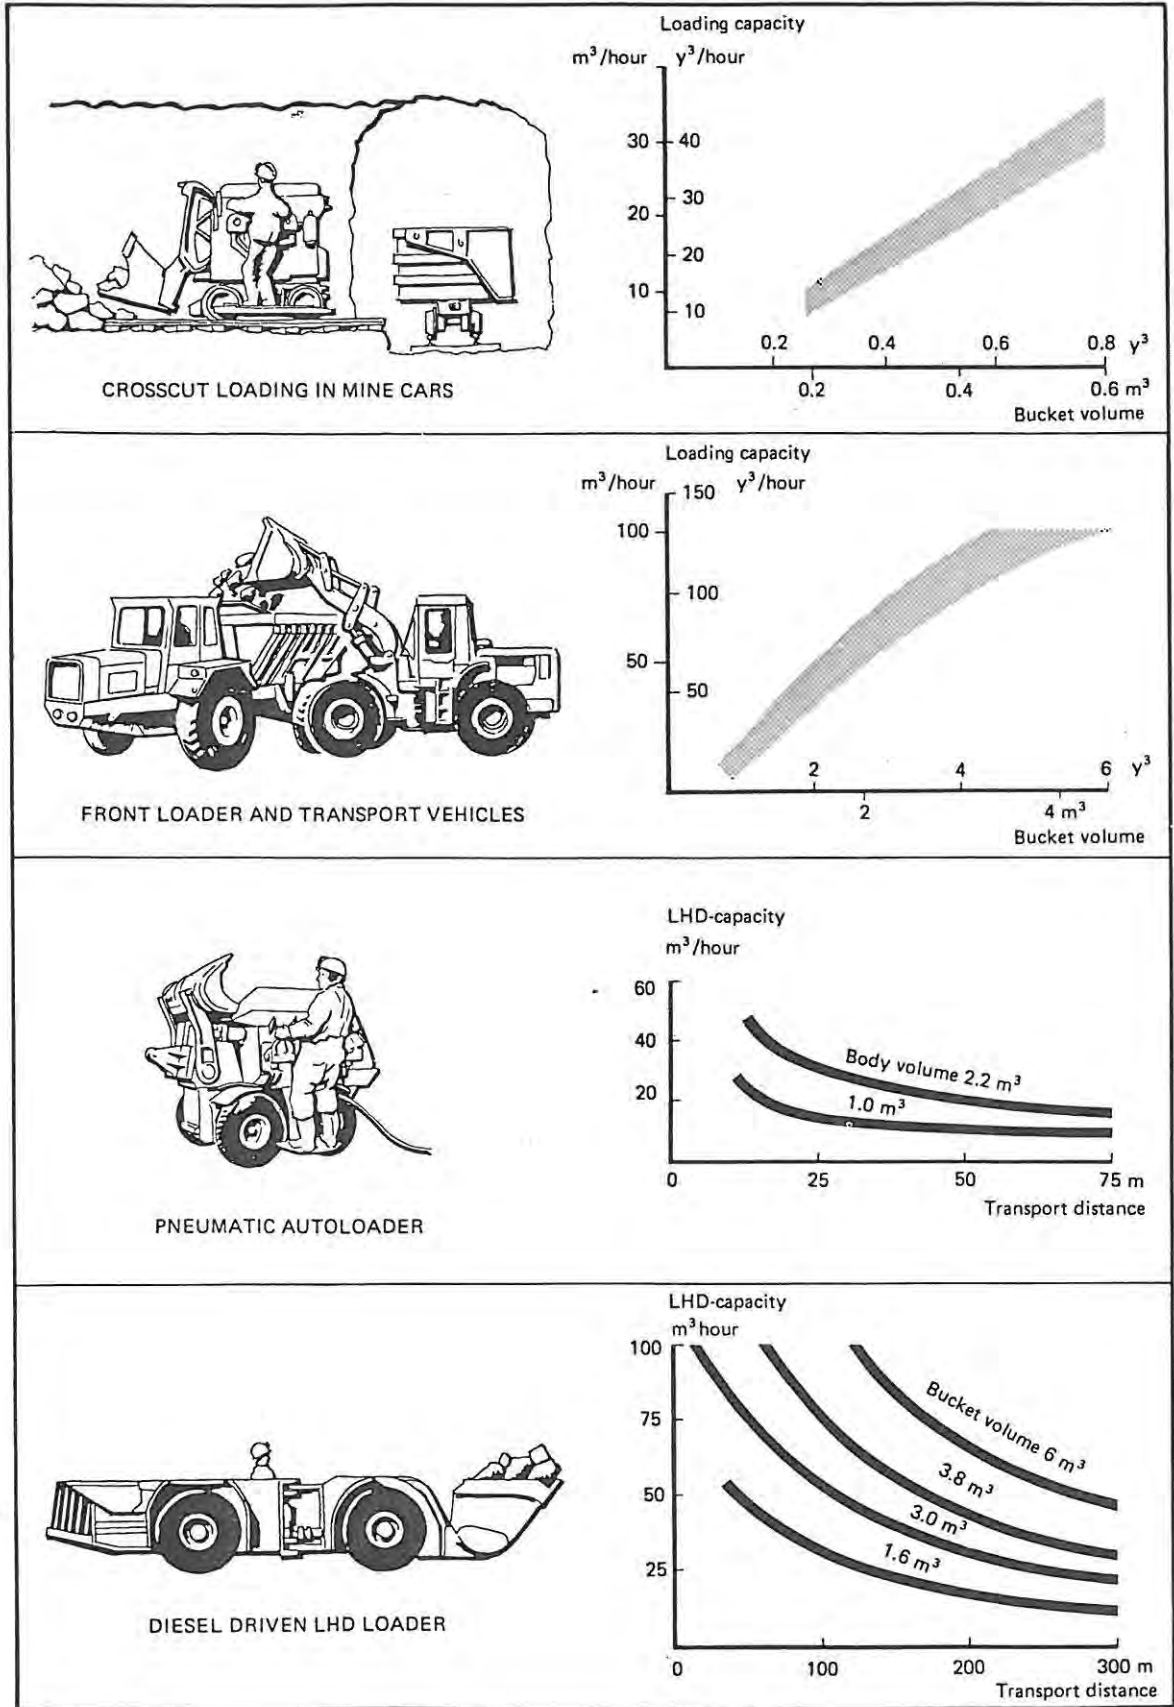 Loading capacity
m³/hour y³/hour
30 40
30
20
20
10
10
0.2 0.4 0.6 0.8 y³
0.2 0.4 0.6 m³
Bucket volume
CROSSCUT LOADING IN MINE CARS
Loading capacity
m³/hour 150 y³/hour
100
100
50
50
2 4 6 y³
2 4 m³
Bucket volume
FRONT LOADER AND TRANSPORT VEHICLES
LHD-capacity
m³/hour
60
40
20
Body volume 2.2 m³
1.0 m³
0 25 50 75 m
Transport distance
PNEUMATIC AUTOLOADER
LHD-capacity
m³ hour
100
75
50
25
Bucket volume 6 m³
3.8 m³
3.0 m³
1.6 m³
0 100 200 300 m
Transport distance
DIESEL DRIVEN LHD LOADER